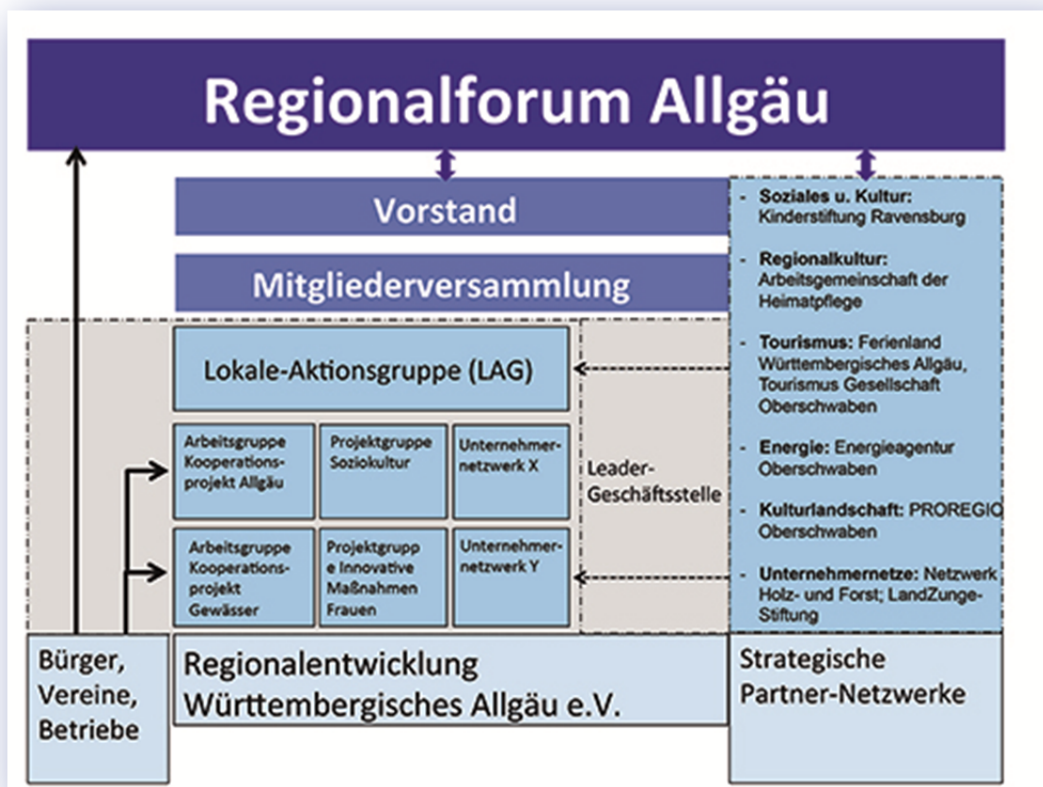 Regionalforum Allgäu
Vorstand
Mitgliederversammlung
Lokale-Aktionsgruppe (LAG)
Arbeitsgruppe
Kooperations-
projekt Allgäu
Projektgruppe
Soziokultur
Unternehmer-
netzwerk X
Arbeitsgruppe
Kooperations-
projekt
Gewässer
Projektgrupp
e Innovative
Maßnahmen
Frauen
Unternehmer-
netzwerk Y
Leader-
Geschäftsstelle
- Soziales u. Kultur:
Kinderstiftung Ravensburg
- Regionalkultur:
Arbeitsgemeinschaft der
Heimatpflege
- Tourismus: Ferienland
Württembergisches Allgäu,
Tourismus Gesellschaft
Oberschwaben
- Energie: Energieagentur
Oberschwaben
- Kulturlandschaft: PROREGIO
Oberschwaben
- Unternehmernetze: Netzwerk
Holz- und Forst; LandZunge-
Stiftung
Bürger,
Vereine,
Betriebe
Regionalentwicklung
Württembergisches Allgäu e.V.
Strategische
Partner-Netzwerke